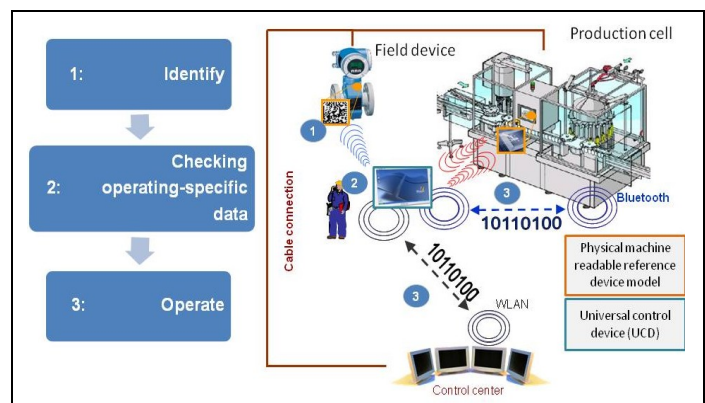 1: Identify
Checking
2: operating-specific
data
3: Operate
Field device
Production cell
1
2
3
Bluetooth
10110100
Cable connection
10110100
3
WLAN
Control center
Physical machine
readable reference
device model
Universal control
device (UCD)